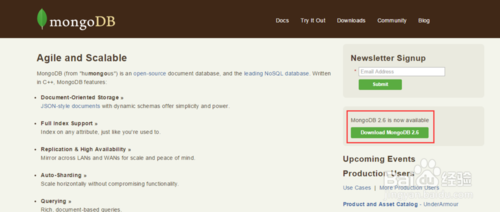 mongoDB
Docs Try It Out Downloads Community Blog
Agile and Scalable
MongoDB (from "humongous") is an open-source document database, and the leading NoSQL database. Written
in C++, MongoDB features:
Document-Oriented Storage »
JSON-style documents with dynamic schemas offer simplicity and power.
Full Index Support »
Index on any attribute, just like you're used to.
Replication & High Availability »
Mirror across LANs and WANs for scale and peace of mind.
Auto-Sharding »
Scale horizontally without compromising functionality.
Querying »
Rich, document-based queries.
Newsletter Signup
* E-mail Address
Submit
MongoDB 2.6 is now available
Download MongoDB 2.6
Upcoming Events
Production Users
Use Cases | More Production Users
Product and Asset Catalog - UnderArmour
Baidu 经验